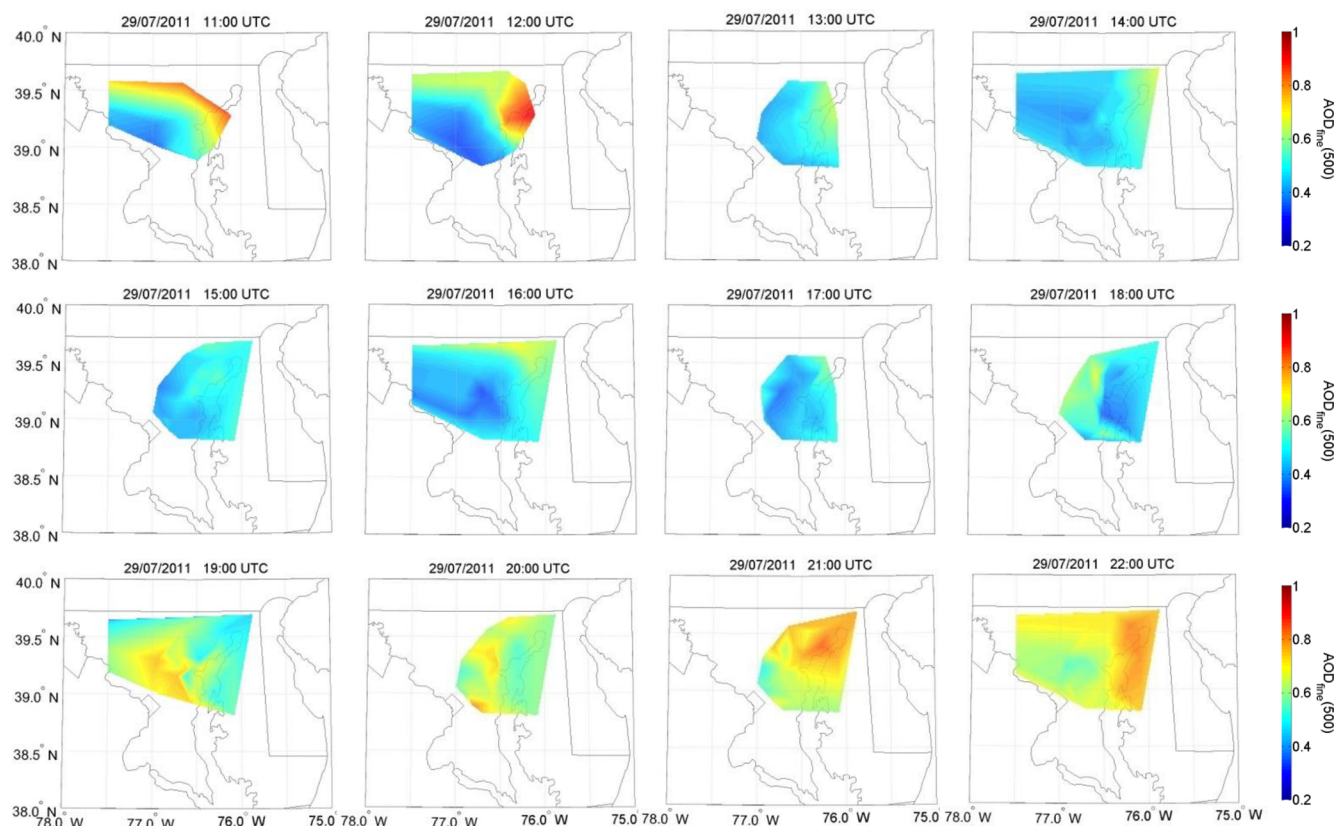 29/07/2011 11:00 UTC
29/07/2011 12:00 UTC
29/07/2011 13:00 UTC
29/07/2011 14:00 UTC
40.0° N
39.5
39.0
38.5
38.0° N
1
0.8
0.6
0.4
0.2
AODfine(500)
29/07/2011 15:00 UTC
29/07/2011 16:00 UTC
29/07/2011 17:00 UTC
29/07/2011 18:00 UTC
40.0° N
39.5° N
39.0° N
38.5° N
38.0° N
1
0.8
0.6
0.4
0.2
AODfine(500)
29/07/2011 19:00 UTC
29/07/2011 20:00 UTC
29/07/2011 21:00 UTC
29/07/2011 22:00 UTC
40.0° N
39.5° N
39.0° N
38.5° N
38.0° N
1
0.8
0.6
0.4
0.2
AODfine(500)
78.0° W 77.0° W 76.0° W 75.0° W 78.0° W 77.0° W 76.0° W 75.0° W 78.0° W 77.0° W 76.0° W 75.0° W 78.0° W 77.0° W 76.0° W 75.0° W